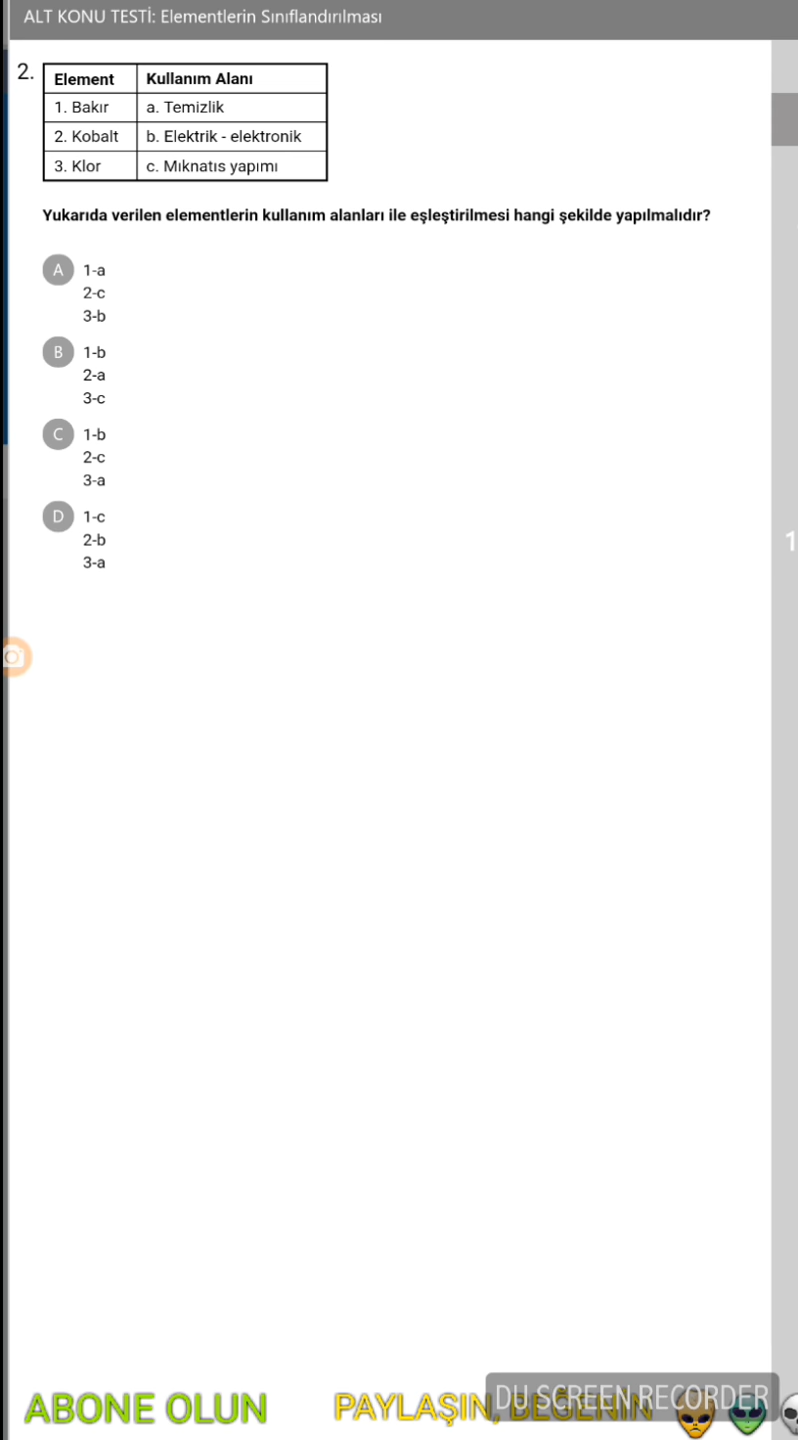 ALT KONU TESTİ: Elementlerin Sınıflandırılması
2.
Element Kullanım Alanı
1. Bakır a. Temizlik
2. Kobalt b. Elektrik - elektronik
3. Klor c. Mıknatıs yapımı
Yukarıda verilen elementlerin kullanım alanları ile eşleştirilmesi hangi şekilde yapılmalıdır?
A 1-a
2-c
3-b
B 1-b
2-a
3-c
C 1-b
2-c
3-a
D 1-c
2-b
3-a
1
ABONE OLUN PAYLAŞIN, BEĞENİN
DU SCREEN RECORDER